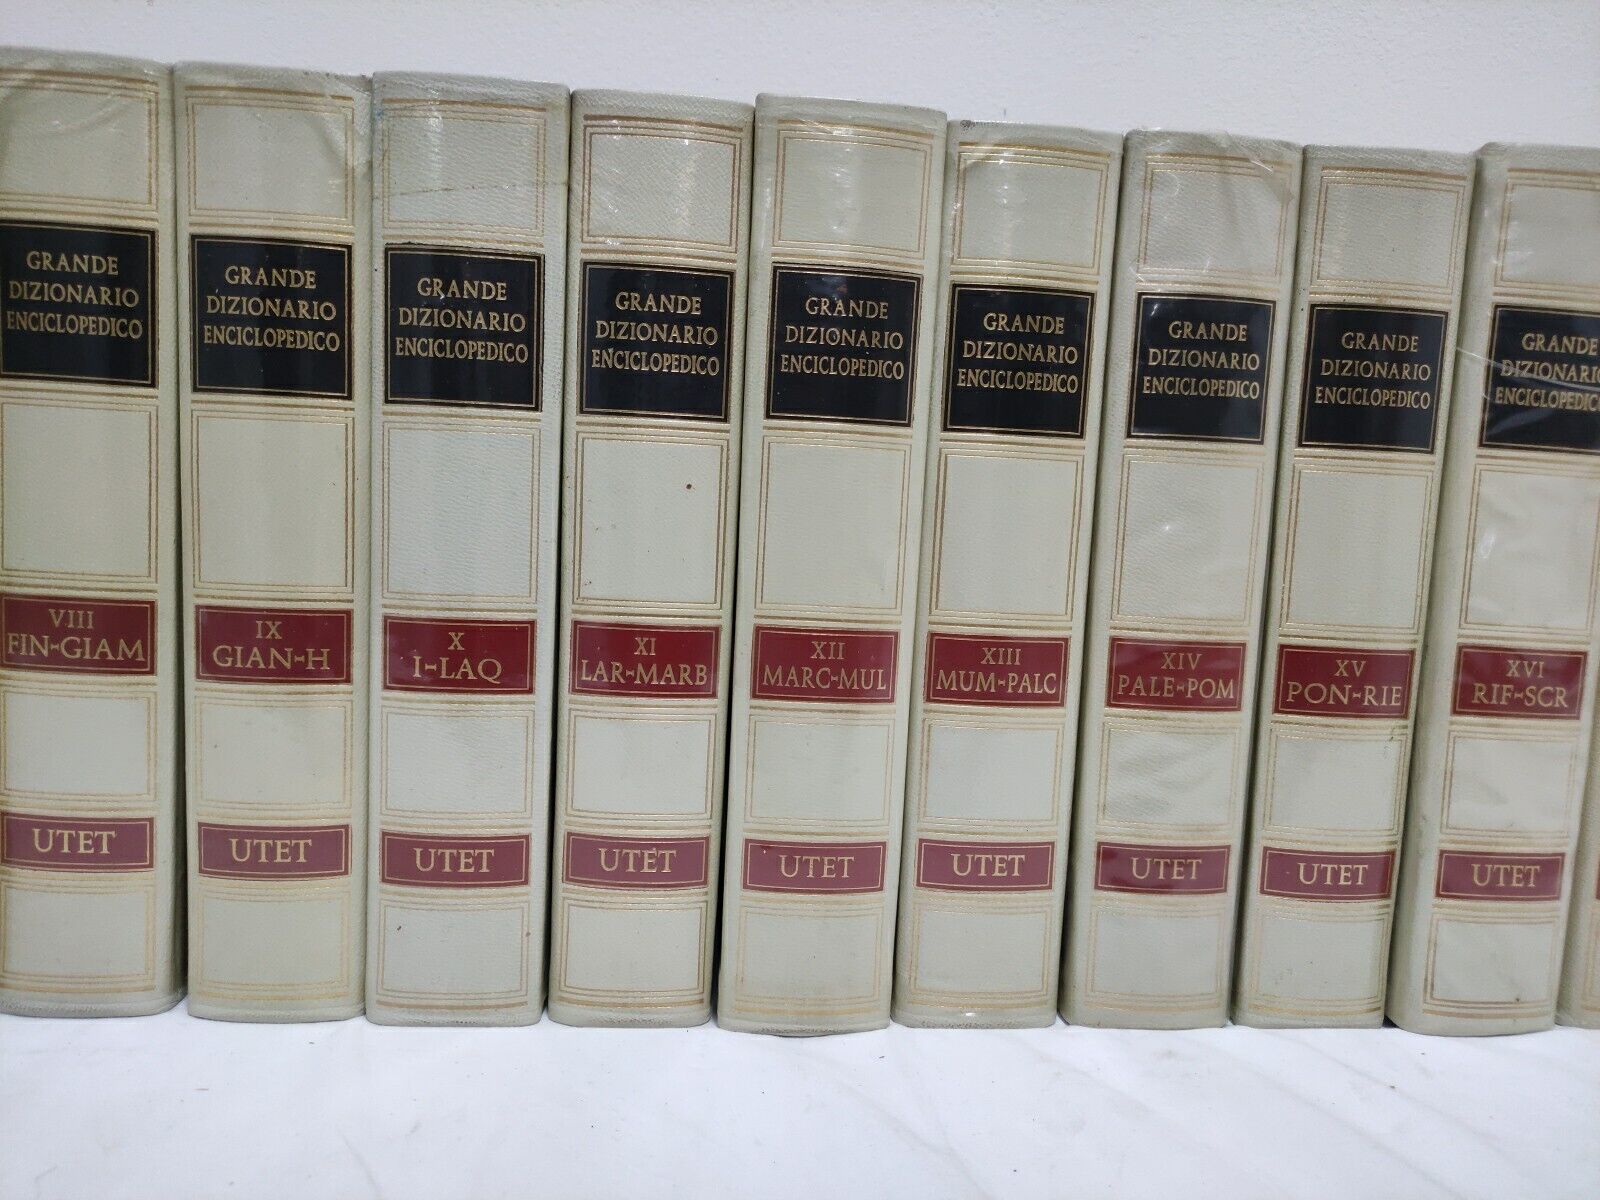 GRANDE
DIZIONARIO
ENCICLOPEDICO
VIII
FIN-GIAM
UTET
GRANDE
DIZIONARIO
ENCICLOPEDICO
IX
GIAN-H
UTET
GRANDE
DIZIONARIO
ENCICLOPEDICO
X
I-LAQ
UTET
GRANDE
DIZIONARIO
ENCICLOPEDICO
XI
LAR-MARB
UTET
GRANDE
DIZIONARIO
ENCICLOPEDICO
XII
MARC-MUL
UTET
GRANDE
DIZIONARIO
ENCICLOPEDICO
XIII
MUM-PALC
UTET
GRANDE
DIZIONARIO
ENCICLOPEDICO
XIV
PALE-POM
UTET
GRANDE
DIZIONARIO
ENCICLOPEDICO
XV
PON-RIE
UTET
GRANDE
DIZIONARIO
ENCICLOPEDICO
XVI
RIF-SCR
UTET